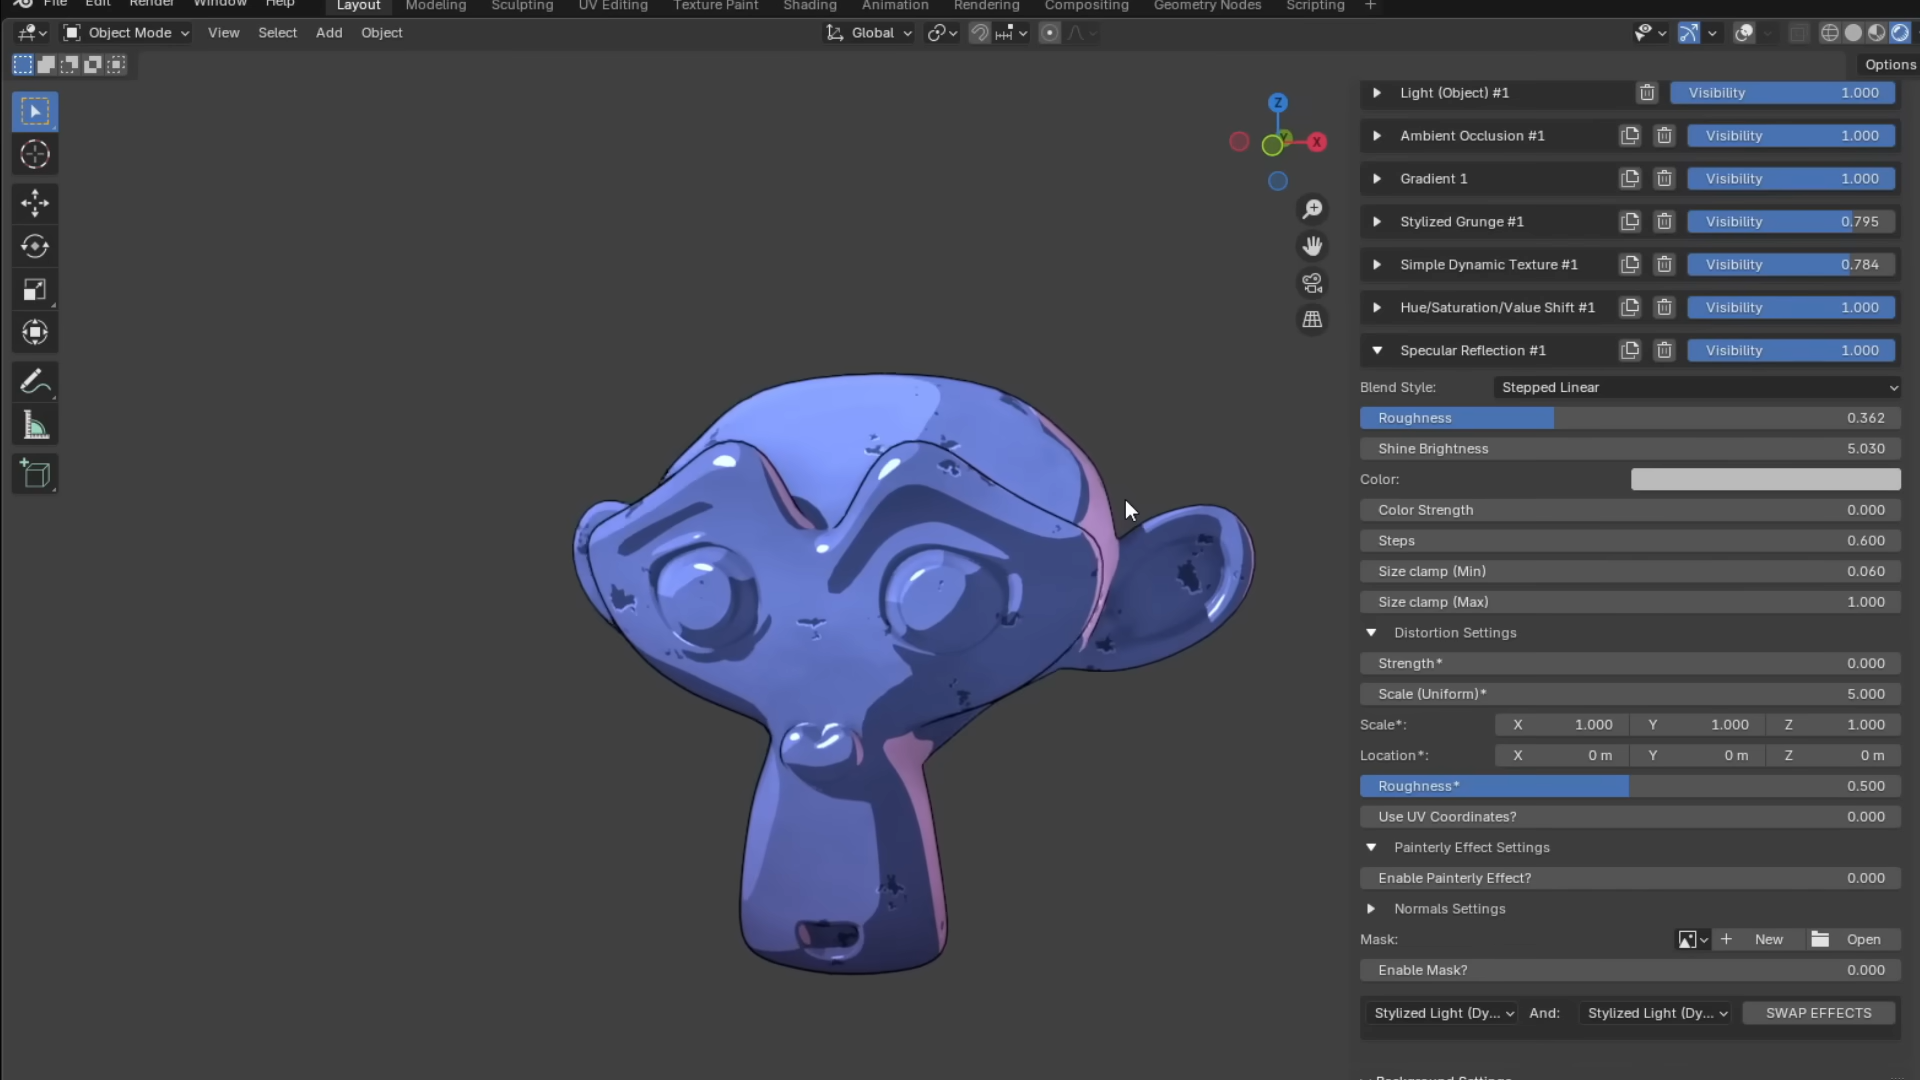 File Edit Render Window Help Layout Modeling Sculpting UV Editing Texture Paint Shading Animation Rendering Compositing Geometry Nodes Scripting +
Object Mode View Select Add Object Global
Options
Z
Y
X
Light (Object) #1 Visibility 1.000
Ambient Occlusion #1 Visibility 1.000
Gradient 1 Visibility 1.000
Stylized Grunge #1 Visibility 0.795
Simple Dynamic Texture #1 Visibility 0.784
Hue/Saturation/Value Shift #1 Visibility 1.000
Specular Reflection #1 Visibility 1.000
Blend Style: Stepped Linear
Roughness 0.362
Shine Brightness 5.030
Color:
Color Strength 0.000
Steps 0.600
Size clamp (Min) 0.060
Size clamp (Max) 1.000
Distortion Settings
Strength* 0.000
Scale (Uniform)* 5.000
Scale*: X 1.000 Y 1.000 Z 1.000
Location*: X 0 m Y 0 m Z 0 m
Roughness* 0.500
Use UV Coordinates? 0.000
Painterly Effect Settings
Enable Painterly Effect? 0.000
Normals Settings
Mask: + New Open
Enable Mask? 0.000
Stylized Light (Dy... And: Stylized Light (Dy... SWAP EFFECTS
Background Settings